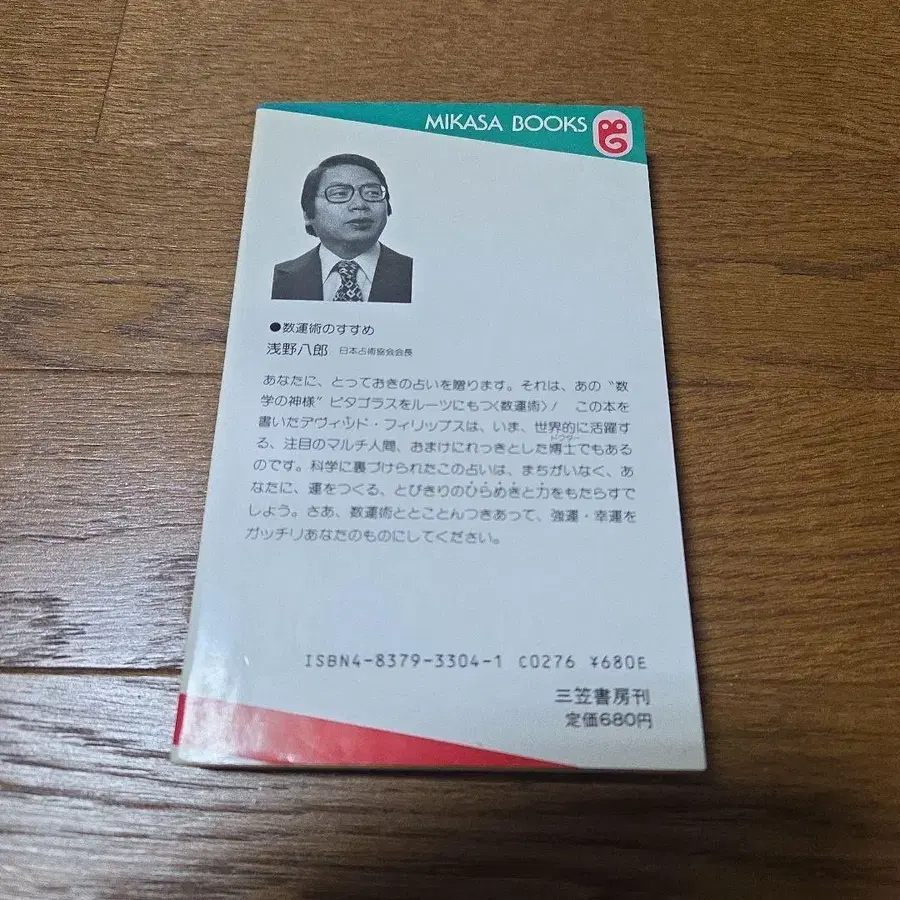 MIKASA BOOKS
●数運術のすすめ
浅野八郎 日本占術協会会長
あなたに、とっておきの占いを贈ります。それは、あの“数
学の神様”ピタゴラスをルーツにもつ〈数運術〉! この本を
書いたデヴィッド・フィリップスは、いま、世界的に活躍す
る、注目のマルチ人間、おまけにれっきとした博士でもある
ドクター
のです。科学に裏づけられたこの占いは、まちがいなく、あ
なたに、運をつくる、とびきりのひらめきと力をもたらすで
しょう。さあ、数運術ととことんつきあって、強運・幸運を
ガッチリあなたのものにしてください。
ISBN4-8379-3304-1 C0276 ¥680E
三笠書房刊
定価680円